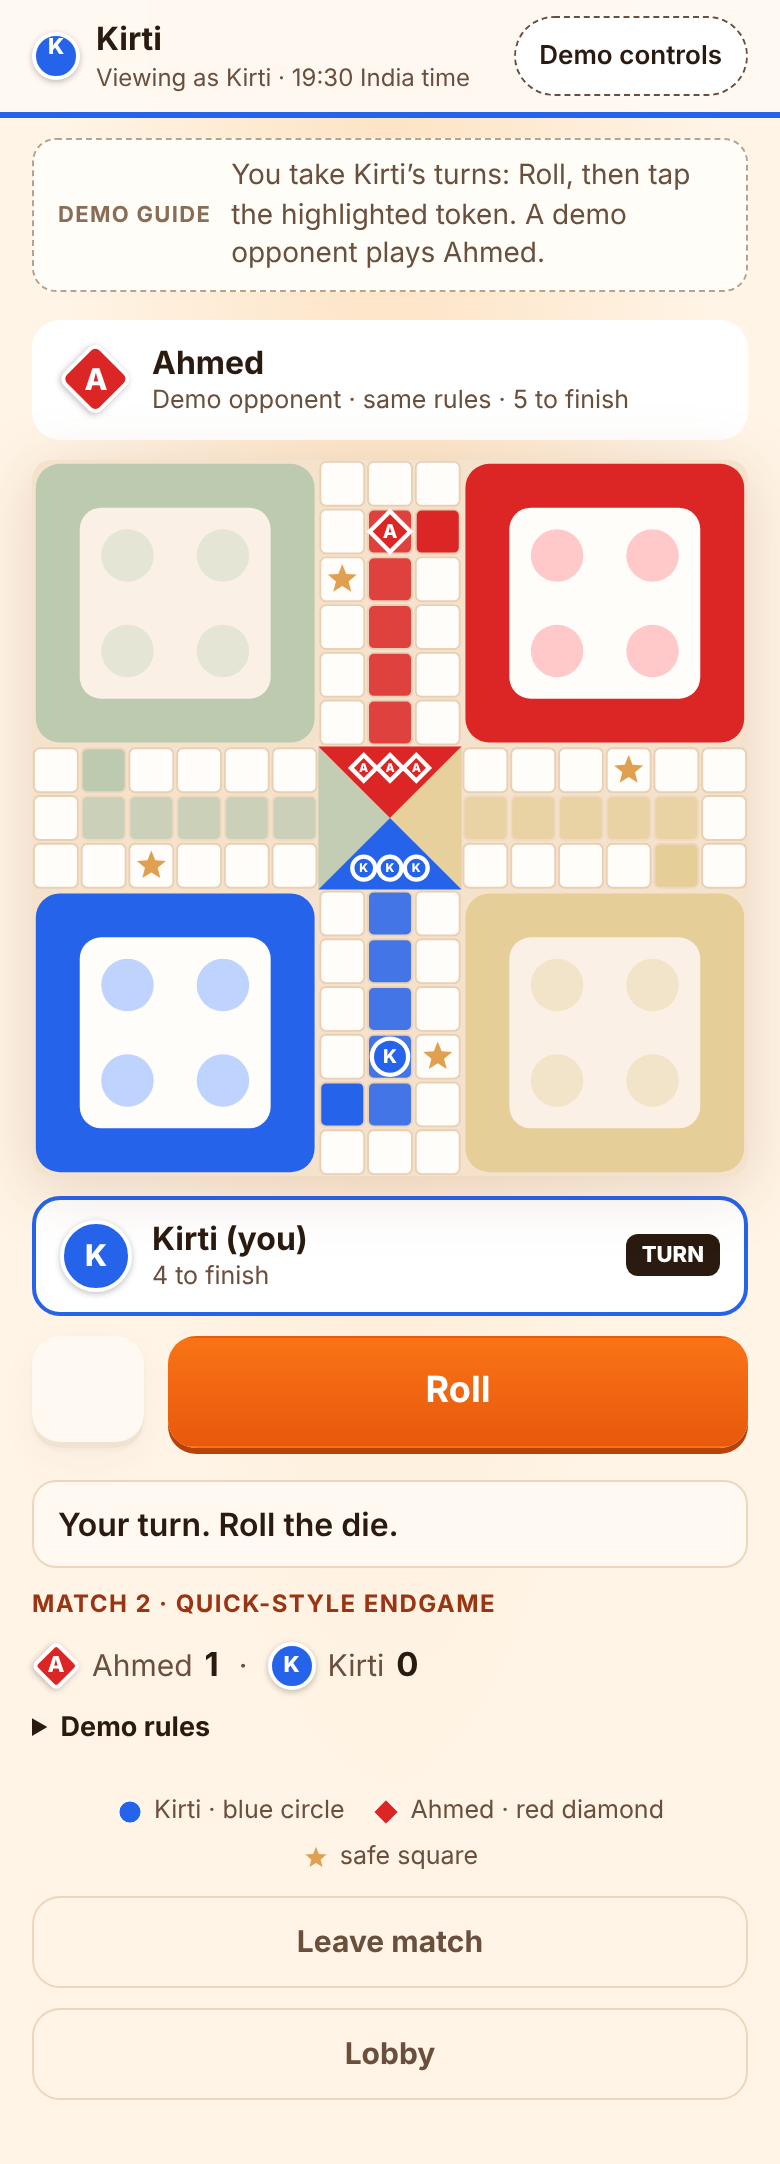 K
Kirti
Viewing as Kirti · 19:30 India time
Demo controls
DEMO GUIDE
You take Kirti’s turns: Roll, then tap
the highlighted token. A demo
opponent plays Ahmed.
A
Ahmed
Demo opponent · same rules · 5 to finish
A
A A A
K K K
K
K
Kirti (you)
4 to finish
TURN
Roll
Your turn. Roll the die.
MATCH 2 · QUICK-STYLE ENDGAME
A Ahmed 1 · K Kirti 0
Demo rules
Kirti · blue circle Ahmed · red diamond
safe square
Leave match
Lobby